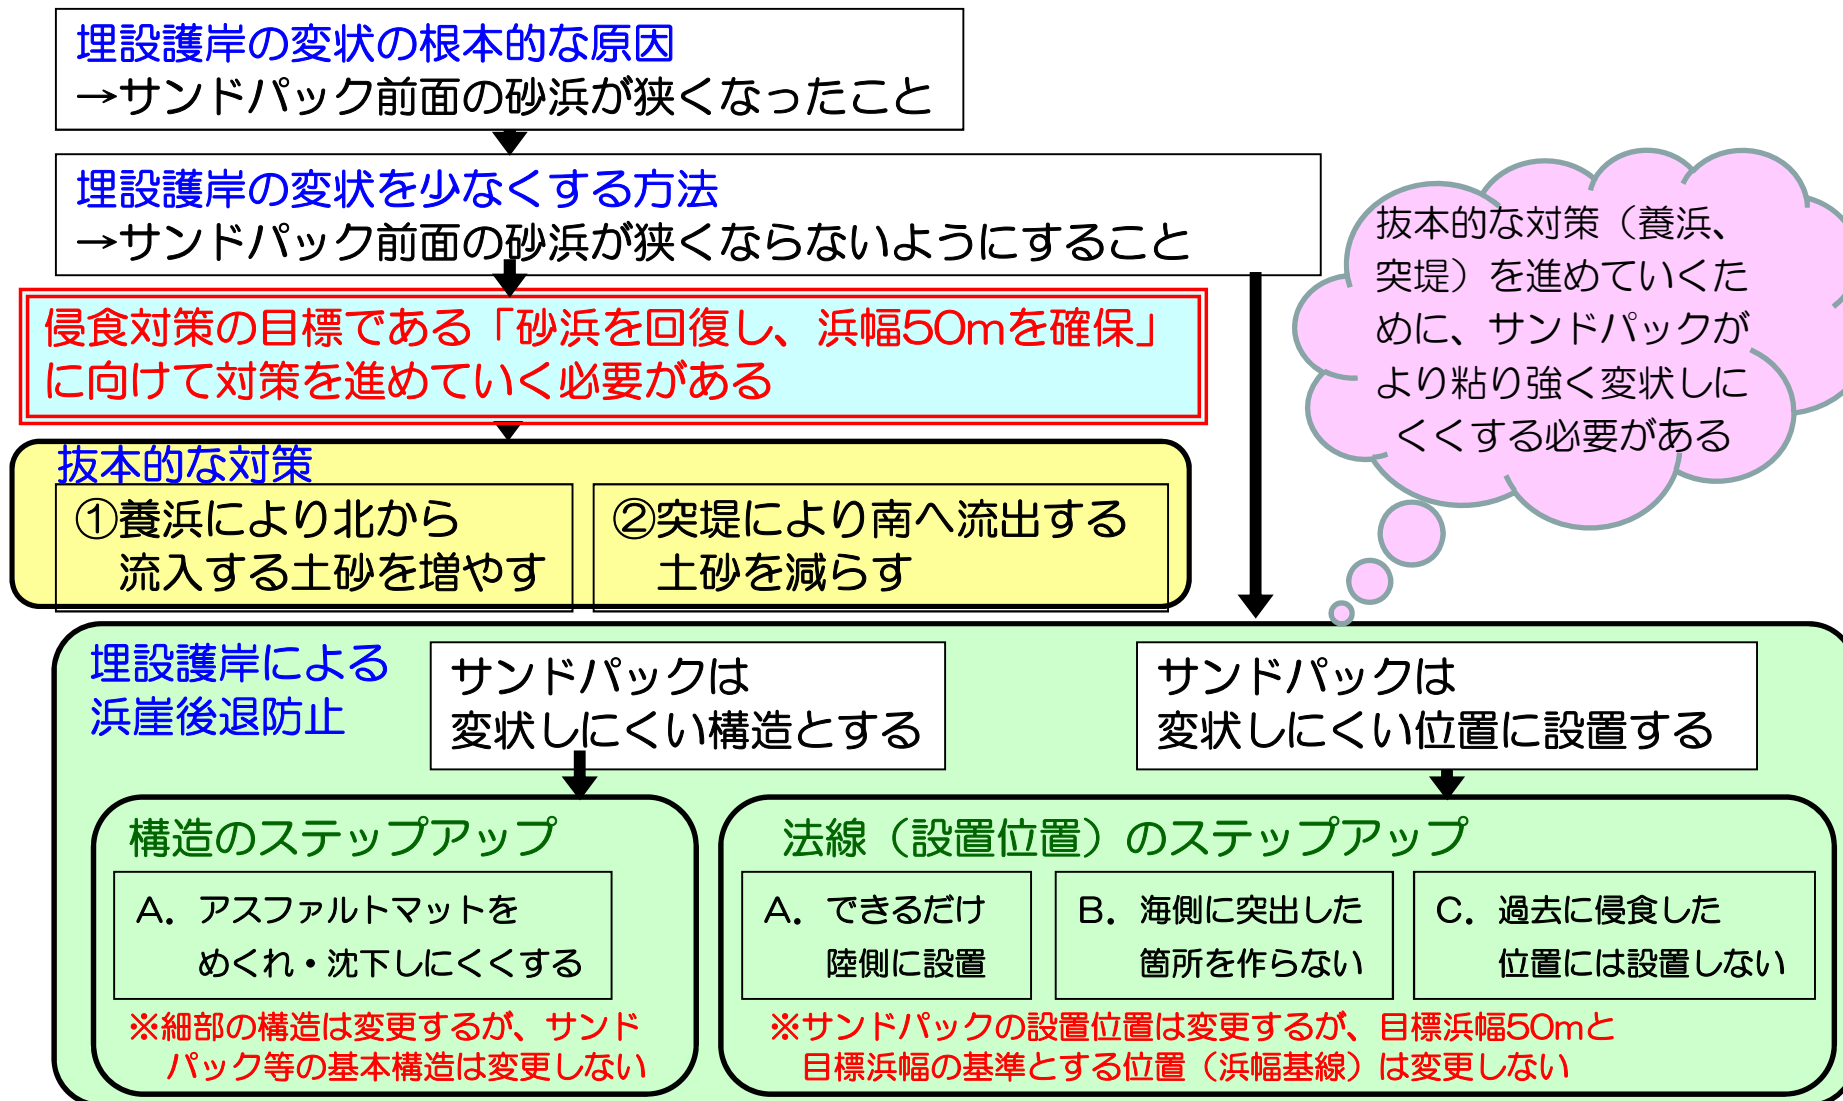 埋設護岸の変状の根本的な原因
→サンドパック前面の砂浜が狭くなったこと
埋設護岸の変状を少なくする方法
→サンドパック前面の砂浜が狭くならないようにすること
抜本的な対策（養浜、
突堤）を進めていくた
めに、サンドパックが
より粘り強く変状しに
くくする必要がある
侵食対策の目標である「砂浜を回復し、浜幅50mを確保」
に向けて対策を進めていく必要がある
抜本的な対策
①養浜により北から
流入する土砂を増やす
②突堤により南へ流出する
土砂を減らす
埋設護岸による
浜崖後退防止
サンドパックは
変状しにくい構造とする
サンドパックは
変状しにくい位置に設置する
構造のステップアップ
A．アスファルトマットを
めくれ・沈下しにくくする
※細部の構造は変更するが、サンド
パック等の基本構造は変更しない
法線（設置位置）のステップアップ
A．できるだけ
陸側に設置
B．海側に突出した
箇所を作らない
C．過去に侵食した
位置には設置しない
※サンドパックの設置位置は変更するが、目標浜幅50mと
目標浜幅の基準とする位置（浜幅基線）は変更しない